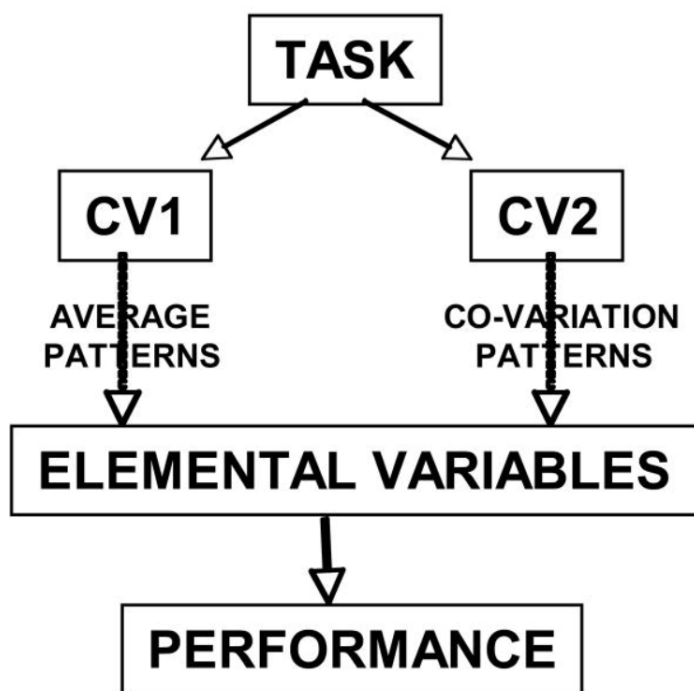 TASK
CV1
CV2
AVERAGE
PATTERNS
CO-VARIATION
PATTERNS
ELEMENTAL VARIABLES
PERFORMANCE